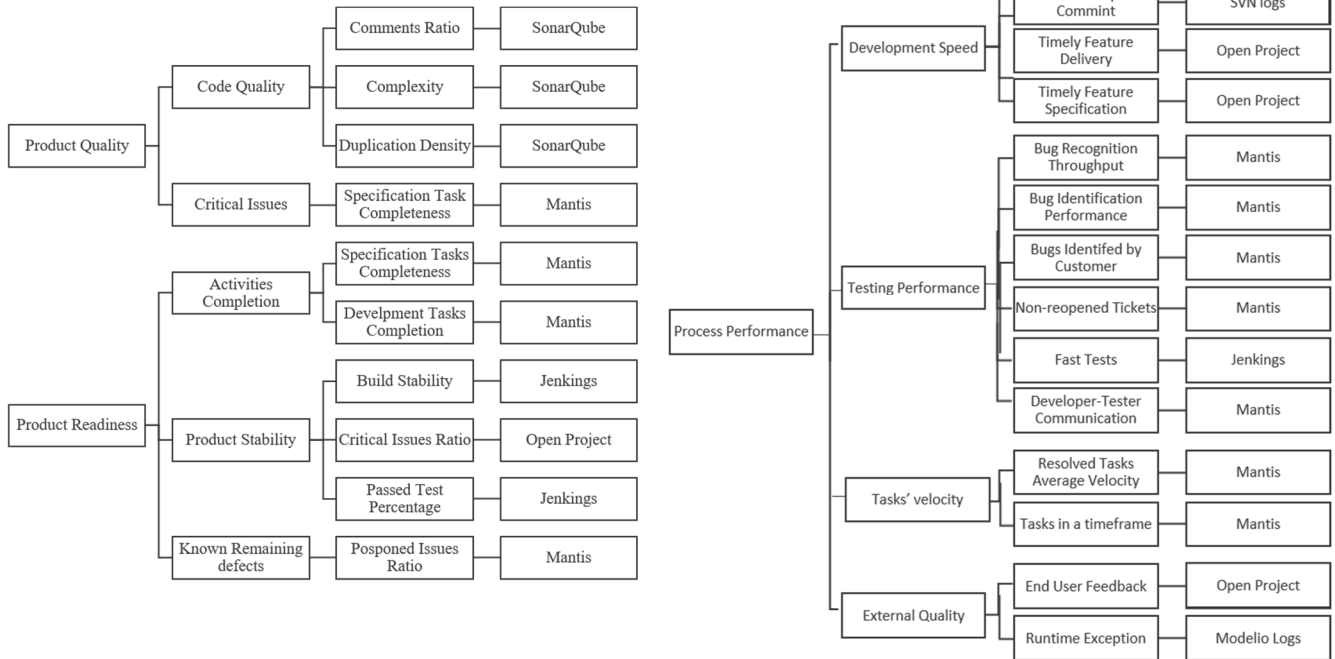 Comments Ratio
SonarQube
Code Quality
Complexity
SonarQube
Product Quality
Duplication Density
SonarQube
Critical Issues
Specification Task
Completeness
Mantis
Activities
Completion
Specification Tasks
Completeness
Mantis
Develpment Tasks
Completion
Mantis
Product Readiness
Build Stability
Jenkings
Product Stability
Critical Issues Ratio
Open Project
Passed Test
Percentage
Jenkings
Known Remaining
defects
Posponed Issues
Ratio
Mantis
Process Performance
Development Speed
Commint
SVN logs
Timely Feature
Delivery
Open Project
Timely Feature
Specification
Open Project
Testing Performance
Bug Recognition
Throughput
Mantis
Bug Identification
Performance
Mantis
Bugs Identifed by
Customer
Mantis
Non-reopened Tickets
Mantis
Fast Tests
Jenkings
Developer-Tester
Communication
Mantis
Tasks’ velocity
Resolved Tasks
Average Velocity
Mantis
Tasks in a timeframe
Mantis
External Quality
End User Feedback
Open Project
Runtime Exception
Modelio Logs